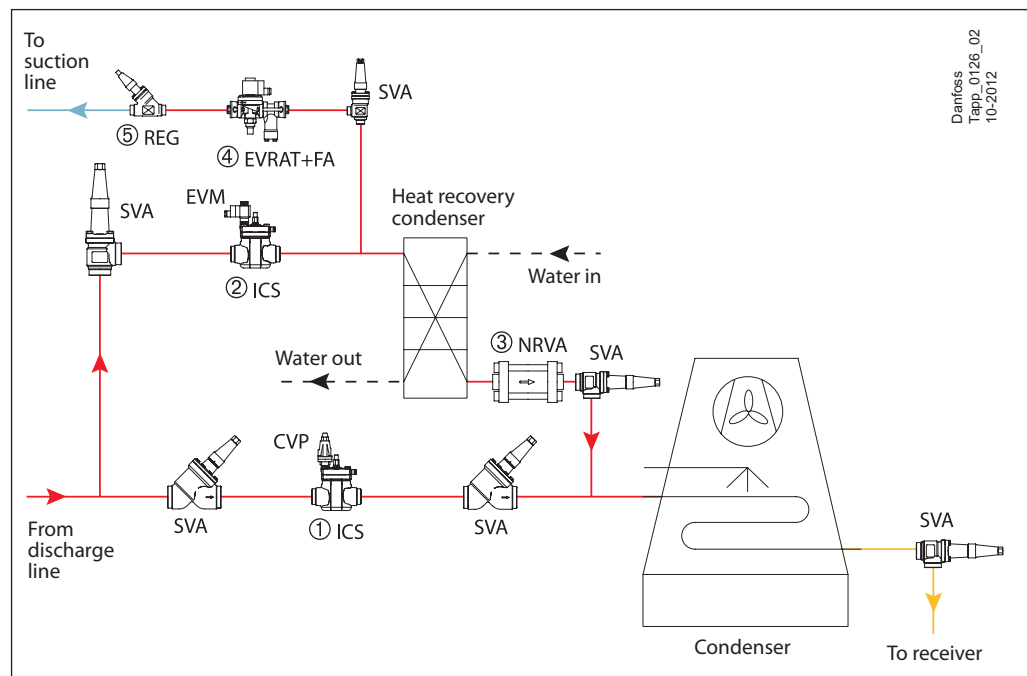 To
suction
line
SVA
⑤ REG
④ EVRAT+FA
Danfoss
Tapp_0126_02
10-2012
EVM
SVA
Heat recovery
condenser
② ICS
Water in
③ NRVA
SVA
Water out
CVP
SVA
① ICS
SVA
From
discharge
line
SVA
Condenser
To receiver